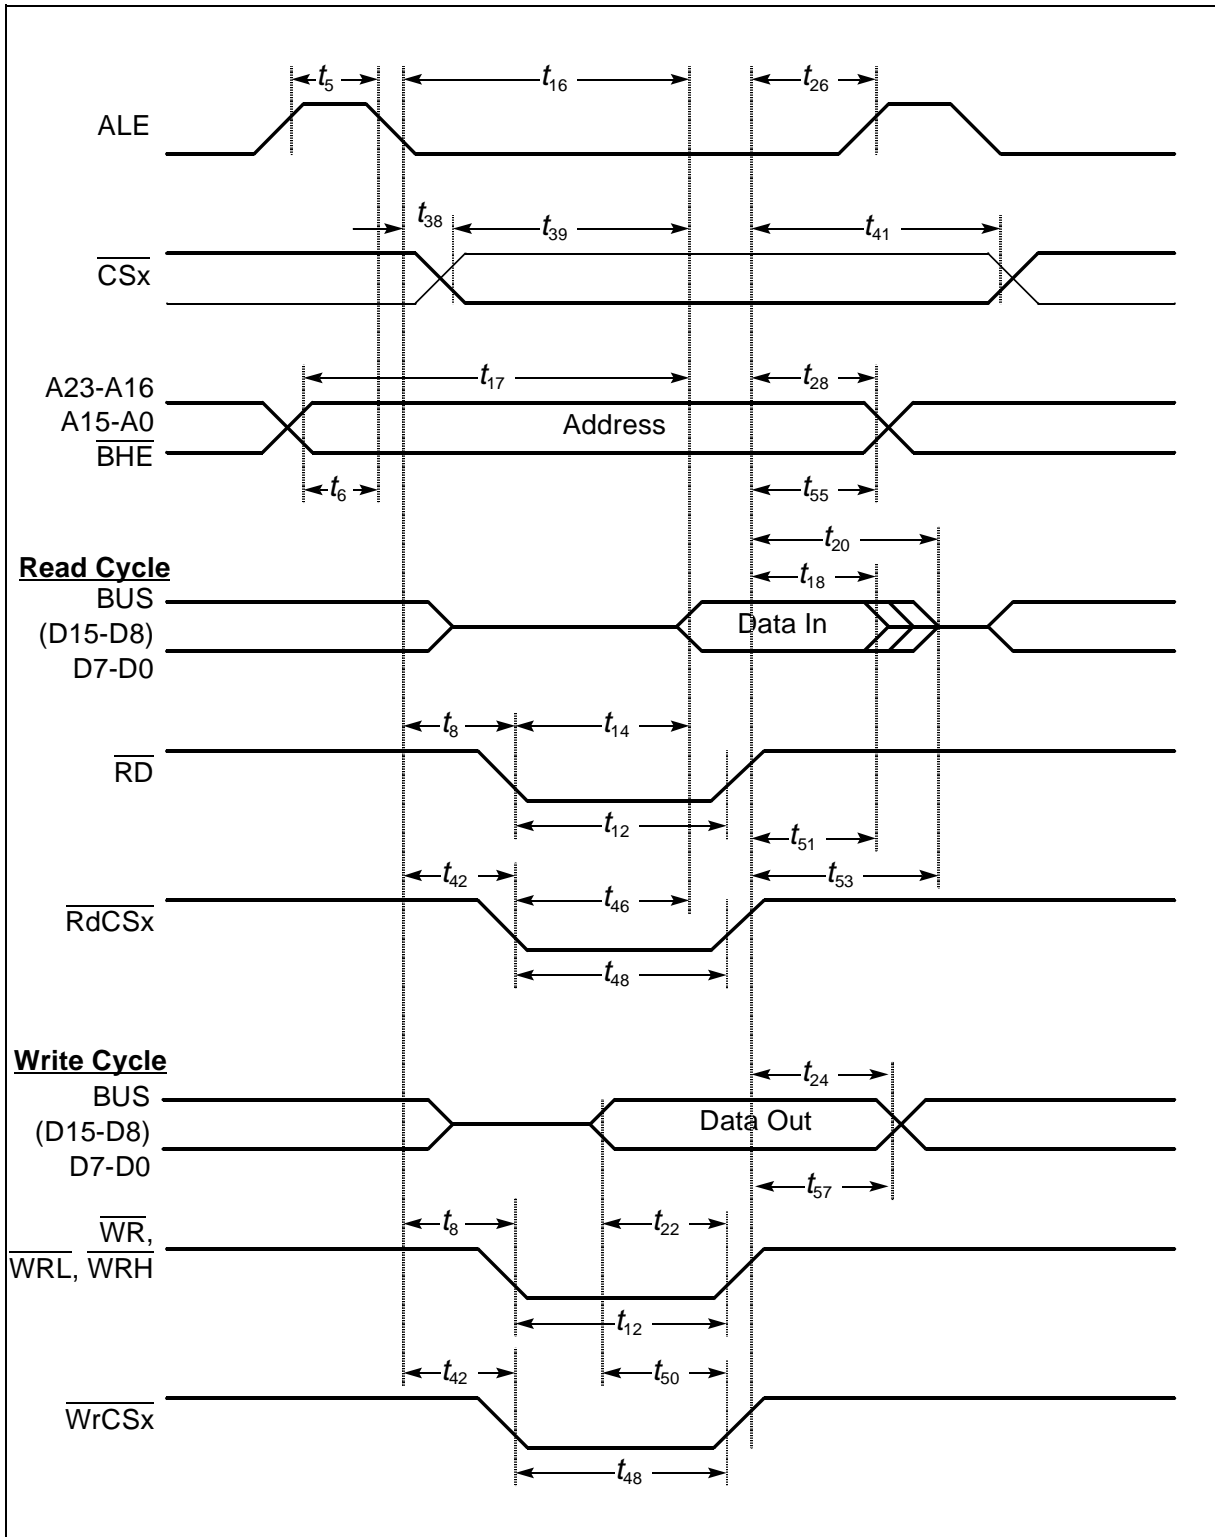 t5 t16 t26
ALE
t38 t39 t41
CSx
t17 t28
A23-A16
A15-A0
BHE
Address
t6 t55
t20
Read Cycle
t18
BUS
(D15-D8)
D7-D0
Data In
t8 t14
RD
t12 t51
t42 t46 t53
RdCSx
t48
Write Cycle
t24
BUS
(D15-D8)
D7-D0
Data Out
t57
t8 t22
WR,
WRL, WRH
t12
t42 t50
WrCSx
t48